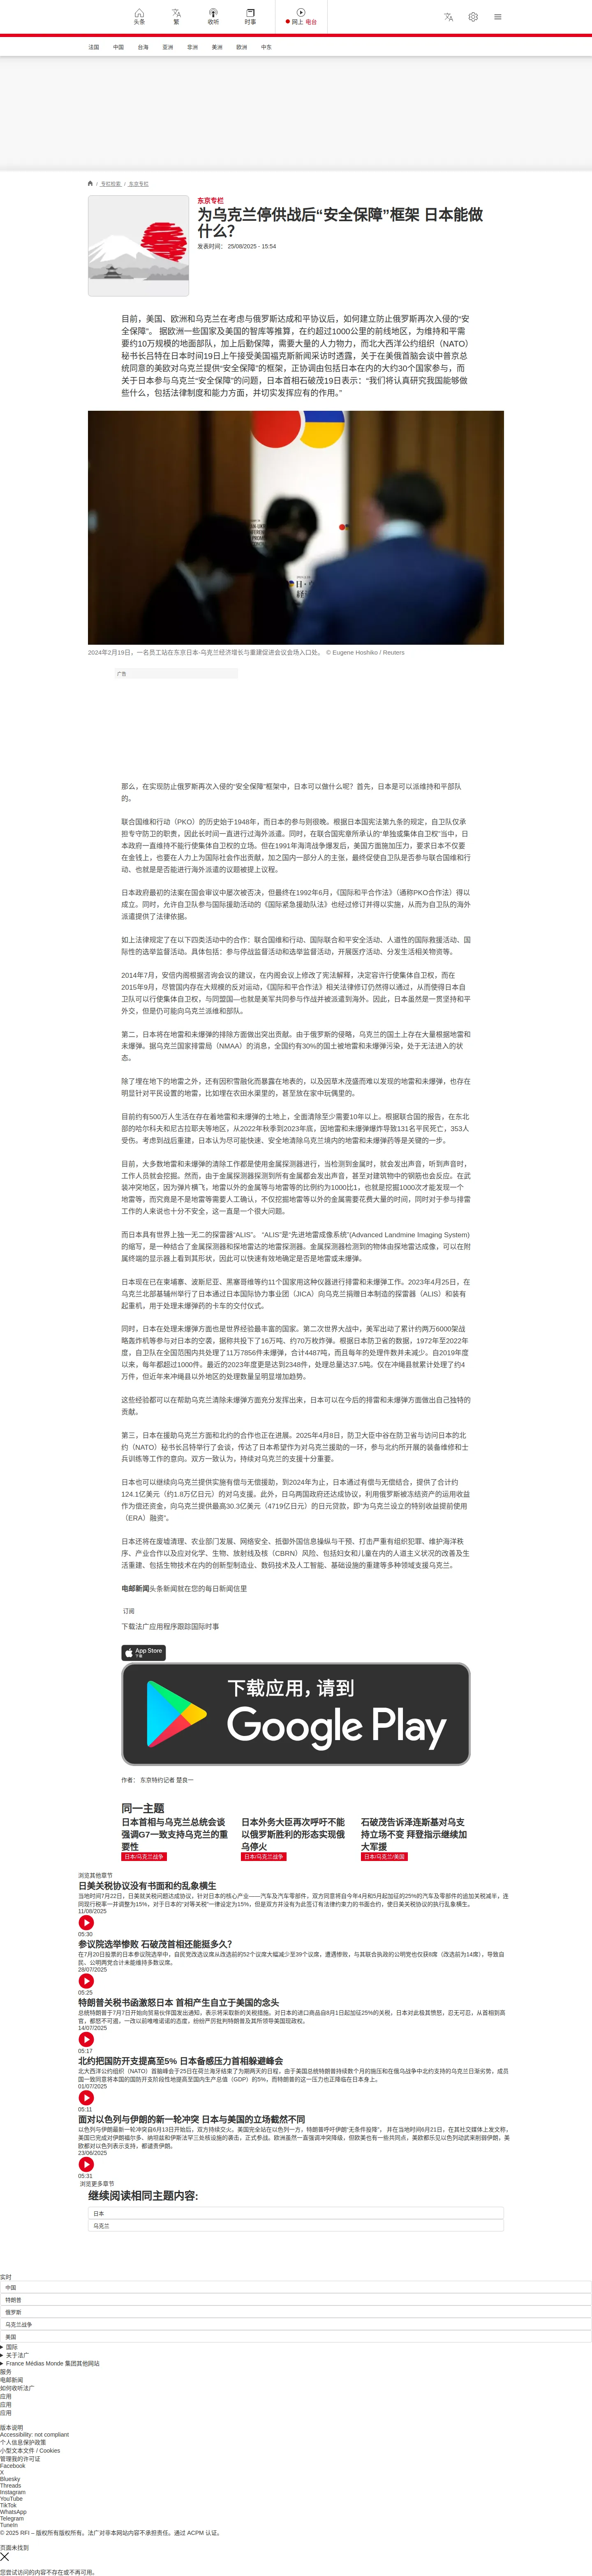 头条
繁
收听
时事
网上 电台
法国 中国 台海 亚洲 非洲 美洲 欧洲 中东
/ 专栏检索 / 东京专栏
东京专栏
为乌克兰停供战后“安全保障”框架 日本能做
什么?
发表时间： 25/08/2025 - 15:54
目前，美国、欧洲和乌克兰在考虑与俄罗斯达成和平协议后，如何建立防止俄罗斯再次入侵的“安
全保障”。 据欧洲一些国家及美国的智库等推算，在约超过1000公里的前线地区，为维持和平需
要约10万规模的地面部队，加上后勤保障，需要大量的人力物力，而北大西洋公约组织（NATO）
秘书长吕特在日本时间19日上午接受美国福克斯新闻采访时透露，关于在美俄首脑会谈中普京总
统同意的美欧对乌克兰提供“安全保障”的框架，正协调由包括日本在内的大约30个国家参与，而
关于日本参与乌克兰“安全保障”的问题，日本首相石破茂19日表示：“我们将认真研究我国能够做
些什么，包括法律制度和能力方面，并切实发挥应有的作用。”
2024年2月19日，一名员工站在东京日本-乌克兰经济增长与重建促进会议会场入口处。 © Eugene Hoshiko / Reuters
广告
那么，在实现防止俄罗斯再次入侵的“安全保障”框架中，日本可以做什么呢？首先，日本是可以派维持和平部队
的。
联合国维和行动（PKO）的历史始于1948年，而日本的参与则很晚。根据日本国宪法第九条的规定，自卫队仅承
担专守防卫的职责，因此长时间一直进行过海外派遣。同时，在联合国宪章所承认的“单独或集体自卫权”当中，日
本政府一直维持不能行使集体自卫权的立场。但在1991年海湾战争爆发后，美国方面施加压力，要求日本不仅要
在金钱上，也要在人力上为国际社会作出贡献，加之国内一部分人的主张，最终促使自卫队是否参与联合国维和行
动、也就是是否能进行海外派遣的议题被提上议程。
日本政府最初的法案在国会审议中屡次被否决，但最终在1992年6月，《国际和平合作法》（通称PKO合作法）得以
成立。同时，允许自卫队参与国际援助活动的《国际紧急援助队法》也经过修订并得以实施，从而为自卫队的海外
派遣提供了法律依据。
如上法律规定了在以下四类活动中的合作：联合国维和行动、国际联合和平安全活动、人道性的国际救援活动、国
际性的选举监督活动。具体包括：参与停战监督活动和选举监督活动，开展医疗活动、分发生活相关物资等。
2014年7月，安倍内阁根据咨询会议的建议，在内阁会议上修改了宪法解释，决定容许行使集体自卫权，而在
2015年9月，尽管国内存在大规模的反对运动，《国际和平合作法》相关法律修订仍然得以通过，从而使得日本自
卫队可以行使集体自卫权，与同盟国—也就是美军共同参与作战并被派遣到海外。因此，日本虽然是一贯坚持和平
外交，但是仍可能向乌克兰派维和部队。
第二，日本将在地雷和未爆弹的排除方面做出突出贡献。由于俄罗斯的侵略，乌克兰的国土上存在大量根据地雷和
未爆弹。据乌克兰国家排雷局（NMAA）的消息，全国约有30%的国土被地雷和未爆弹污染，处于无法进入的状
态。
除了埋在地下的地雷之外，还有因积雪融化而暴露在地表的，以及因草木茂盛而难以发现的地雷和未爆弹，也存在
明显针对平民设置的地雷，比如埋在农田水渠里的，甚至放在家中玩偶里的。
目前约有500万人生活在存在着地雷和未爆弹的土地上，全面清除至少需要10年以上。根据联合国的报告，在东北
部的哈尔科夫和尼古拉耶夫等地区，从2022年秋季到2023年底，因地雷和未爆弹爆炸导致131名平民死亡，353人
受伤。考虑到战后重建，日本认为尽可能快速、安全地清除乌克兰境内的地雷和未爆弹药等是关键的一步。
目前，大多数地雷和未爆弹的清除工作都是使用金属探测器进行，当检测到金属时，就会发出声音，听到声音时，
工作人员就会挖掘。然而，由于金属探测器探测到所有金属都会发出声音，甚至对建筑物中的钢筋也会反应。在武
装冲突地区，因为弹片横飞，地雷以外的金属等与地雷等的比例约为1000比1，也就是挖掘1000次才能发现一个
地雷等，而究竟是不是地雷等需要人工确认，不仅挖掘地雷等以外的金属需要花费大量的时间，同时对于参与排雷
工作的人来说也十分不安全，这一直是一个很大问题。
而日本具有世界上独一无二的探雷器“ALIS”。 “ALIS”是“先进地雷成像系统”(Advanced Landmine Imaging System)
的缩写，是一种结合了金属探测器和探地雷达的地雷探测器。金属探测器检测到的物体由探地雷达成像，可以在附
属终端的显示器上看到其形状，因此可以快速有效地确定是否是地雷或未爆弹。
日本现在已在柬埔寨、波斯尼亚、黑塞哥维等约11个国家用这种仪器进行排雷和未爆弹工作。2023年4月25日，在
乌克兰北部基辅州举行了日本通过日本国际协力事业团（JICA）向乌克兰捐赠日本制造的探雷器（ALIS）和装有
起重机，用于处理未爆弹药的卡车的交付仪式。
同时，日本在处理未爆弹方面也是世界经验最丰富的国家。第二次世界大战中，美军出动了累计约两万6000架战
略轰炸机等参与对日本的空袭，据称共投下了16万吨、约70万枚炸弹。根据日本防卫省的数据，1972年至2022年
度，自卫队在全国范围内共处理了11万7856件未爆弹，合计4487吨，而且每年的处理件数并未减少。自2019年度
以来，每年都超过1000件。最近的2023年度更是达到2348件，处理总量达37.5吨。仅在冲绳县就累计处理了约4
万件，但近年来冲绳县以外地区的处理数量呈明显增加趋势。
这些经验都可以在帮助乌克兰清除未爆弹方面充分发挥出来，日本可以在今后的排雷和未爆弹方面做出自己独特的
贡献。
第三，日本在援助乌克兰方面和北约的合作也正在进展。2025年4月8日，防卫大臣中谷在防卫省与访问日本的北
约（NATO）秘书长吕特举行了会谈，传达了日本希望作为对乌克兰援助的一环，参与北约所开展的装备维修和士
兵训练等工作的意向。双方一致认为，持续对乌克兰的支援十分重要。
日本也可以继续向乌克兰提供实施有偿与无偿援助，到2024年为止，日本通过有偿与无偿结合，提供了合计约
124.1亿美元（约1.8万亿日元）的对乌支援。此外，日乌两国政府还达成协议，利用俄罗斯被冻结资产的运用收益
作为偿还资金，向乌克兰提供最高30.3亿美元（4719亿日元）的日元贷款，即“为乌克兰设立的特别收益提前使用
（ERA）融资”。
日本还将在废墟清理、农业部门发展、网络安全、抵御外国信息操纵与干预、打击严重有组织犯罪、维护海洋秩
序、产业合作以及应对化学、生物、放射线及核（CBRN）风险、包括妇女和儿童在内的人道主义状况的改善及生
活重建、包括生物技术在内的创新型制造业、数码技术及人工智能、基础设施的重建等多种领域支援乌克兰。
电邮新闻头条新闻就在您的每日新闻信里
订阅
下载法广应用程序跟踪国际时事
App Store
下载
下载应用，请到
Google Play
作者： 东京特约记者 楚良一
同一主题
日本首相与乌克兰总统会谈
强调G7一致支持乌克兰的重
要性
日本/乌克兰战争
日本外务大臣再次呼吁不能
以俄罗斯胜利的形态实现俄
乌停火
日本/乌克兰战争
石破茂告诉泽连斯基对乌支
持立场不变 拜登指示继续加
大军援
日本/乌克兰/美国
浏览其他章节
日美关税协议没有书面和约乱象横生
当地时间7月22日，日美就关税问题达成协议，针对日本的核心产业——汽车及汽车零部件，双方同意将自今年4月和5月起加征的25%的汽车及零部件的追加关税减半，连
同现行税率一并调整为15%，对于日本的“对等关税”一律设定为15%，但是双方并没有为此签订有法律约束力的书面合约，使日美关税协议的执行乱象横生。
11/08/2025
05:30
参议院选举惨败 石破茂首相还能挺多久？
在7月20日投票的日本参议院选举中，自民党改选议席从改选前的52个议席大幅减少至39个议席，遭遇惨败，与其联合执政的公明党也仅获8席（改选前为14席），导致自
民、公明两党合计未能维持多数议席。
28/07/2025
05:25
特朗普关税书函激怒日本 首相产生自立于美国的念头
总统特朗普于7月7日开始向贸易伙伴国发出通知，表示将采取新的关税措施。对日本的进口商品自8月1日起加征25%的关税，日本对此极其愤怒，忍无可忍，从首相到高
官，都怒不可遏，一改以前唯唯诺诺的态度，纷纷严厉批判特朗普及其所领导美国现政权。
14/07/2025
05:17
北约把国防开支提高至5% 日本备感压力首相躲避峰会
北大西洋公约组织（NATO）首脑峰会于25日在荷兰海牙结束了为期两天的日程，由于美国总统特朗普持续数个月的施压和在俄乌战争中北约支持的乌克兰日渐劣势，成员
国一致同意将本国的国防开支阶段性地提高至国内生产总值（GDP）的5%，而特朗普的这一压力也正降临在日本身上。
01/07/2025
05:11
面对以色列与伊朗的新一轮冲突 日本与美国的立场截然不同
以色列与伊朗最新一轮冲突自6月13日开始后，双方持续交火。美国完全站在以色列一方，特朗普呼吁伊朗“无条件投降”， 并在当地时间6月21日，在其社交媒体上发文称，
美国已完成对伊朗福尔多、纳坦兹和伊斯法罕三处核设施的袭击，正式参战。欧洲虽然一直强调冲突降级，但欧美也有一些共同点，美欧都乐见以色列动武来削弱伊朗，美
欧都对以色列表示支持，都谴责伊朗。
23/06/2025
05:31
浏览更多章节
继续阅读相同主题内容:
日本
乌克兰
实时
中国
特朗普
俄罗斯
乌克兰战争
美国
国际
关于法广
France Médias Monde 集团其他网站
服务
电邮新闻
如何收听法广
应用
应用
应用
版本说明
Accessibility: not compliant
个人信息保护政策
小型文本文件 / Cookies
管理我的许可证
Facebook
X
Bluesky
Threads
Instagram
YouTube
TikTok
WhatsApp
Telegram
TuneIn
© 2025 RFI – 版权所有版权所有。法广对非本网站内容不承担责任。通过 ACPM 认证。
页面未找到
您尝试访问的内容不存在或不再可用。